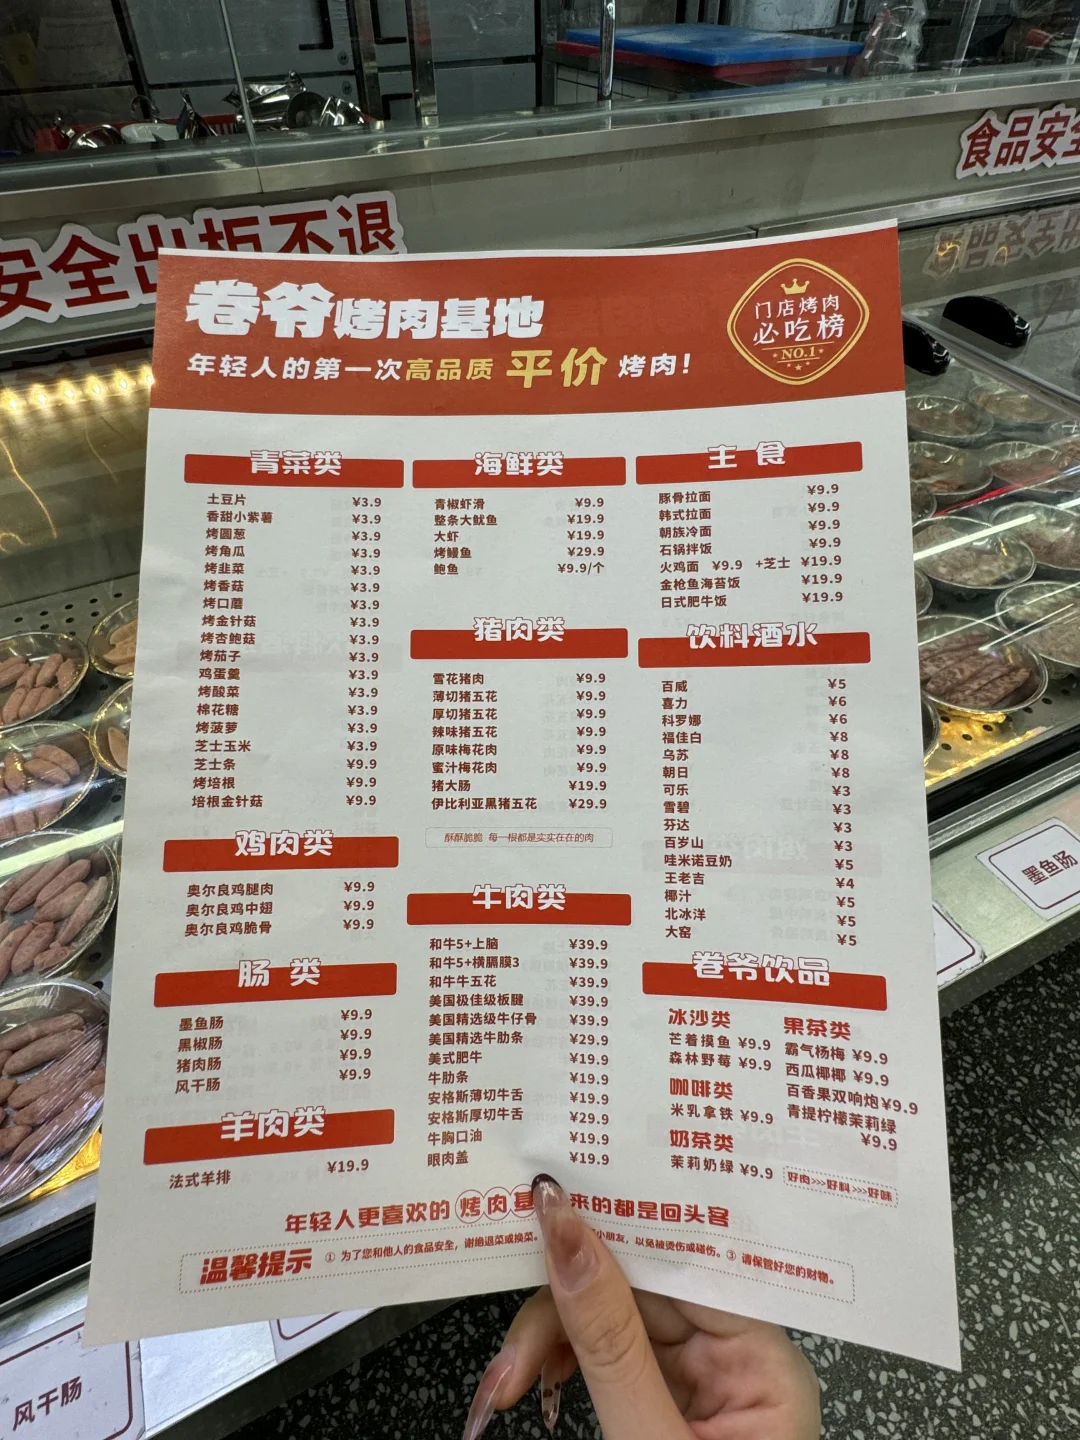 食品安全
安全出柜不退
卷爷烤肉基地
年轻人的第一次高品质 平价 烤肉!
门店烤肉
必吃榜
NO.1
青菜类
土豆片 ¥3.9
香甜小紫薯 ¥3.9
烤圆葱 ¥3.9
烤角瓜 ¥3.9
烤韭菜 ¥3.9
烤香菇 ¥3.9
烤口蘑 ¥3.9
烤金针菇 ¥3.9
烤杏鲍菇 ¥3.9
烤茄子 ¥3.9
鸡蛋羹 ¥3.9
烤酸菜 ¥3.9
棉花糖 ¥3.9
烤菠萝 ¥3.9
芝士玉米 ¥3.9
芝士条 ¥9.9
烤培根 ¥9.9
培根金针菇 ¥9.9
鸡肉类
奥尔良鸡腿肉 ¥9.9
奥尔良鸡中翅 ¥9.9
奥尔良鸡脆骨 ¥9.9
肠 类
墨鱼肠 ¥9.9
黑椒肠 ¥9.9
猪肉肠 ¥9.9
风干肠 ¥9.9
羊肉类
法式羊排 ¥19.9
海鲜类
青椒虾滑 ¥9.9
整条大鱿鱼 ¥19.9
大虾 ¥19.9
烤鳗鱼 ¥29.9
鲍鱼 ¥9.9/个
猪肉类
雪花猪肉 ¥9.9
薄切猪五花 ¥9.9
厚切猪五花 ¥9.9
辣味猪五花 ¥9.9
原味梅花肉 ¥9.9
蜜汁梅花肉 ¥9.9
猪大肠 ¥19.9
伊比利亚黑猪五花 ¥29.9
酥酥脆脆 每一根都是实实在在的肉
牛肉类
和牛5+上脑 ¥39.9
和牛5+横膈膜3 ¥39.9
和牛牛五花 ¥39.9
美国极佳级板腱 ¥39.9
美国精选级牛仔骨 ¥39.9
美国精选牛肋条 ¥29.9
美式肥牛 ¥19.9
牛肋条 ¥19.9
安格斯薄切牛舌 ¥19.9
安格斯厚切牛舌 ¥29.9
牛胸口油 ¥19.9
眼肉盖 ¥19.9
主 食
豚骨拉面 ¥9.9
韩式拉面 ¥9.9
朝族冷面 ¥9.9
石锅拌饭 ¥9.9
火鸡面 ¥9.9 +芝士 ¥19.9
金枪鱼海苔饭 ¥19.9
日式肥牛饭 ¥19.9
饮料酒水
百威 ¥5
喜力 ¥6
科罗娜 ¥6
福佳白 ¥8
乌苏 ¥8
朝日 ¥8
可乐 ¥3
雪碧 ¥3
芬达 ¥3
百岁山 ¥3
哇米诺豆奶 ¥5
王老吉 ¥4
椰汁 ¥5
北冰洋 ¥5
大窑 ¥5
卷爷饮品
冰沙类
芒着摸鱼 ¥9.9
森林野莓 ¥9.9
咖啡类
米乳拿铁 ¥9.9
奶茶类
茉莉奶绿 ¥9.9
果茶类
霸气杨梅 ¥9.9
西瓜椰椰 ¥9.9
百香果双响炮 ¥9.9
青提柠檬茉莉绿
¥9.9
好肉>>>好料>>>好味
年轻人更喜欢的 烤肉基 来的都是回头客
温馨提示 ① 为了您和他人的食品安全，谢绝退菜或换菜。 小朋友，以免被烫伤或碰伤。③ 请保管好您的财物。
墨鱼肠
风干肠